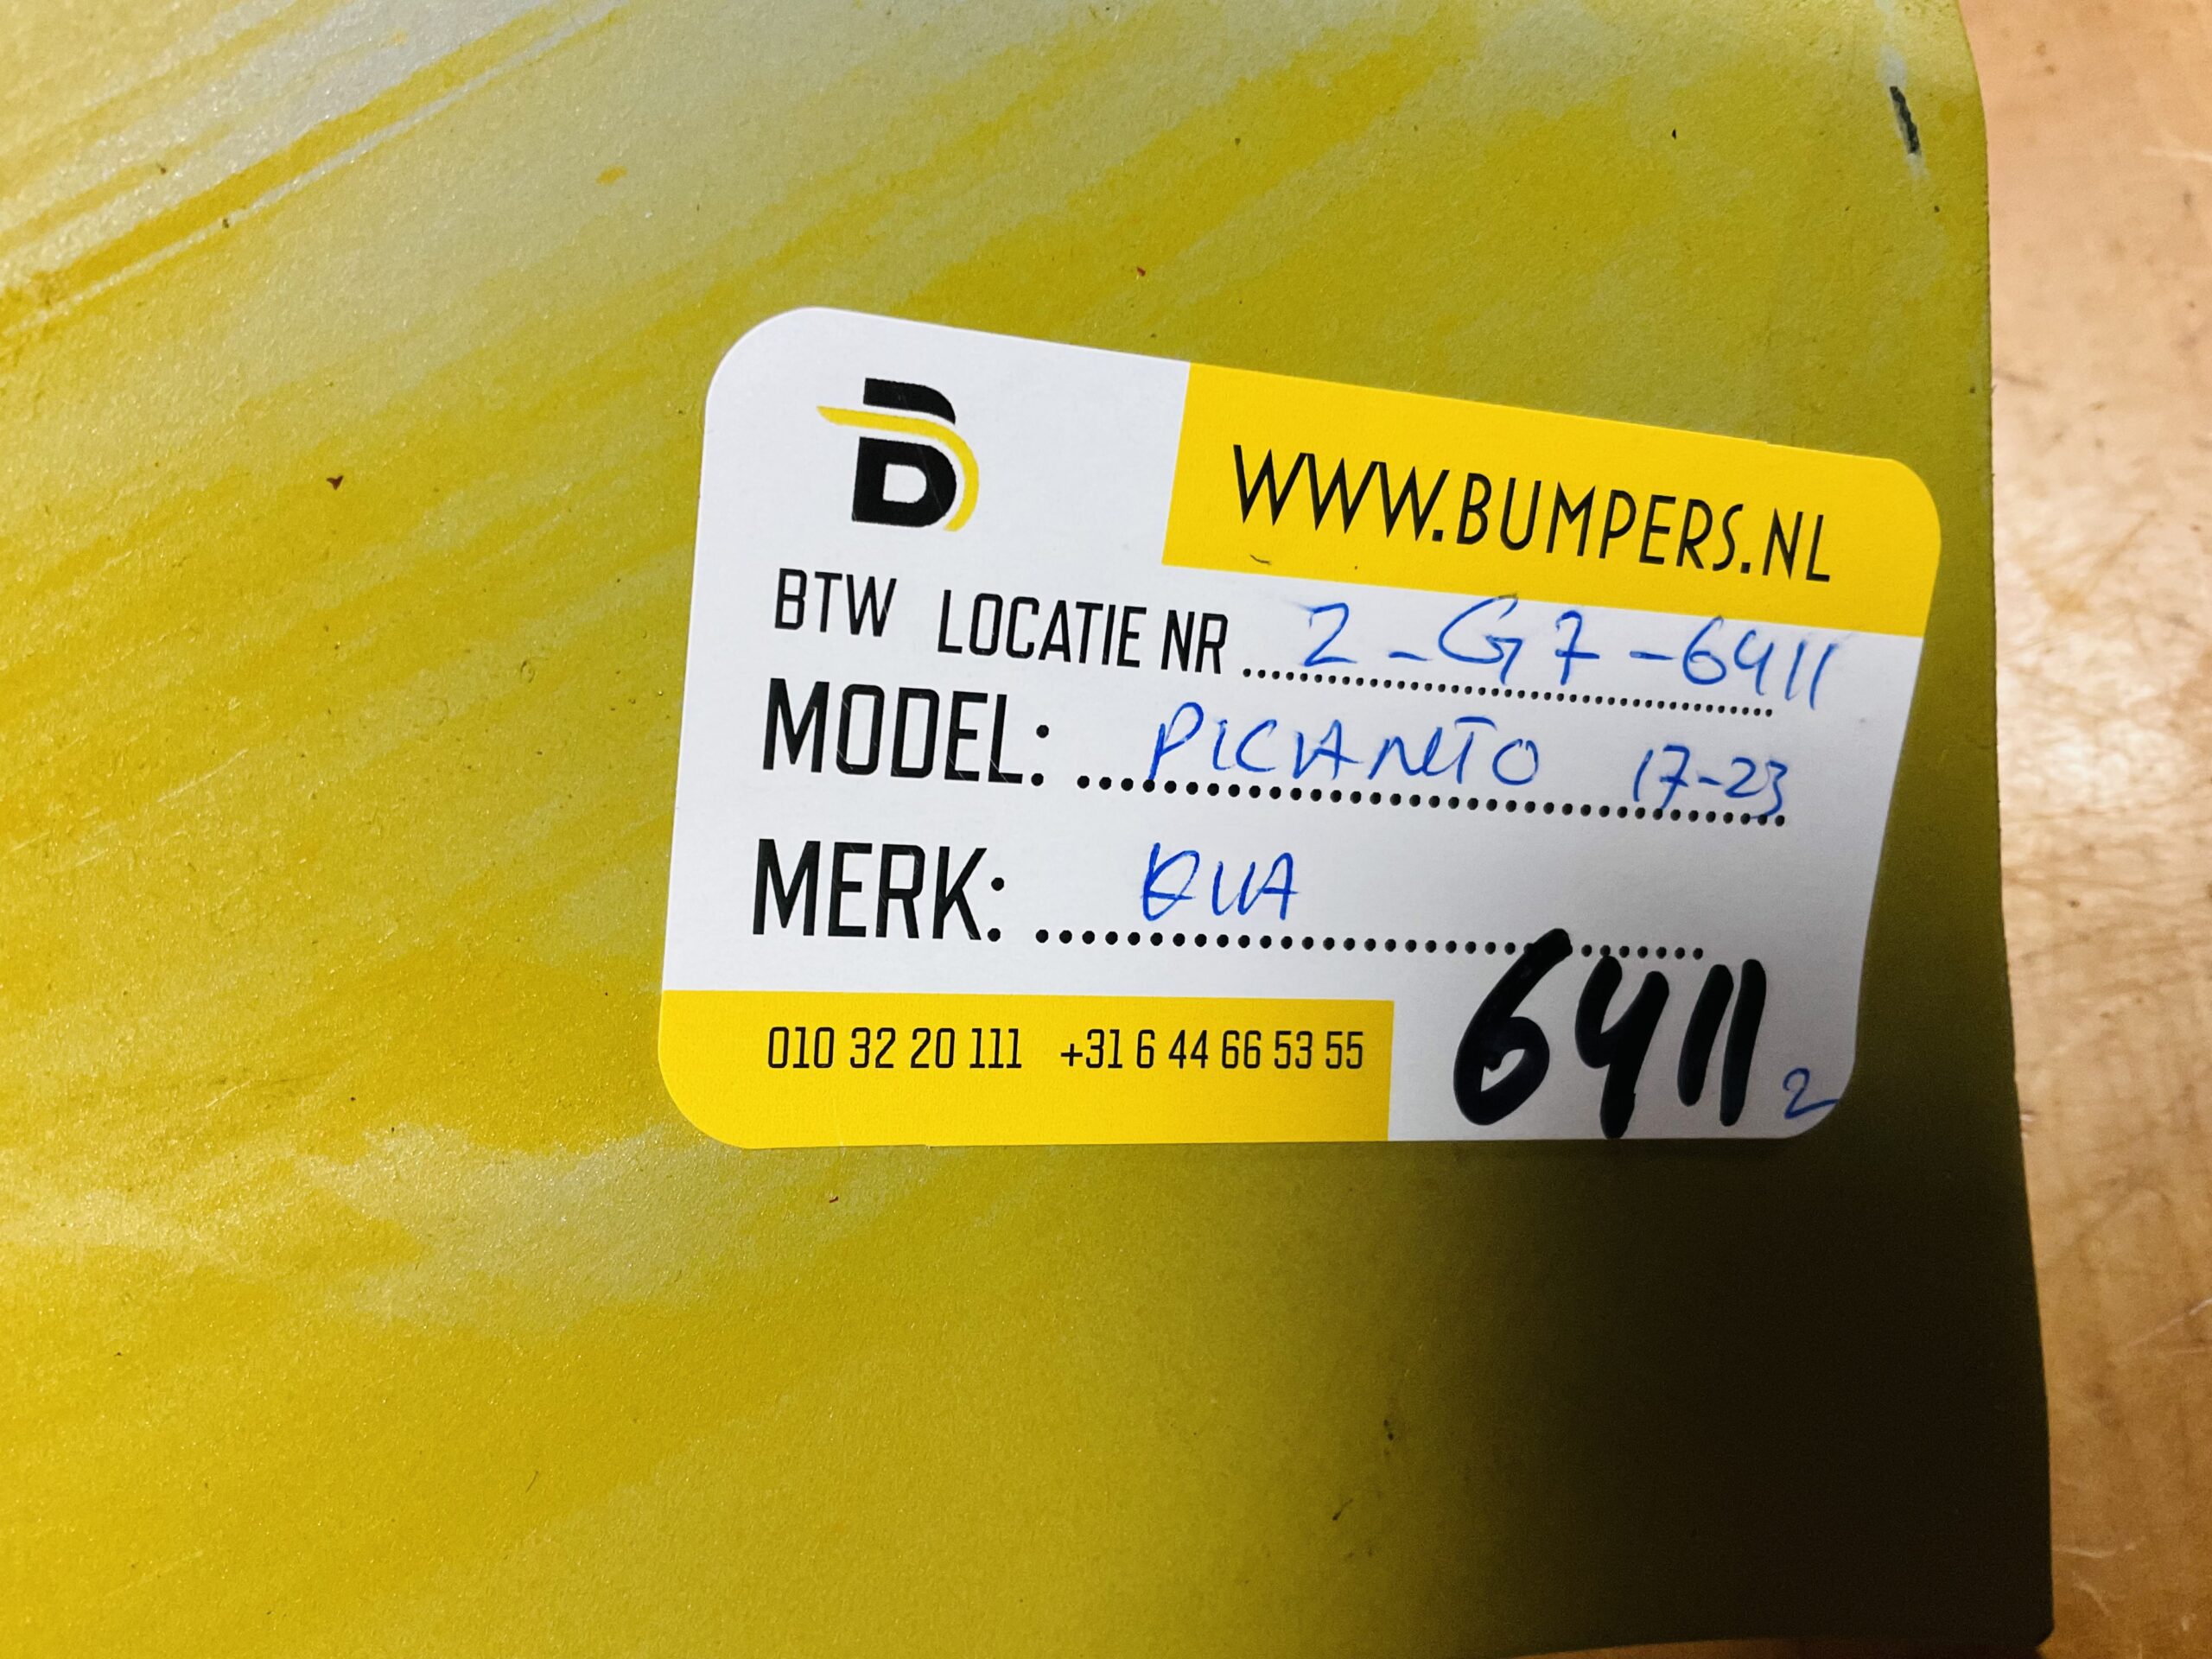 B
WWW.BUMPERS.NL
BTW LOCATIE NR ........ 2-G7-6411
MODEL: ........ PICANTO 17-23
MERK: ........ KIA
6411 2
010 32 20 111 +31 6 44 66 53 55